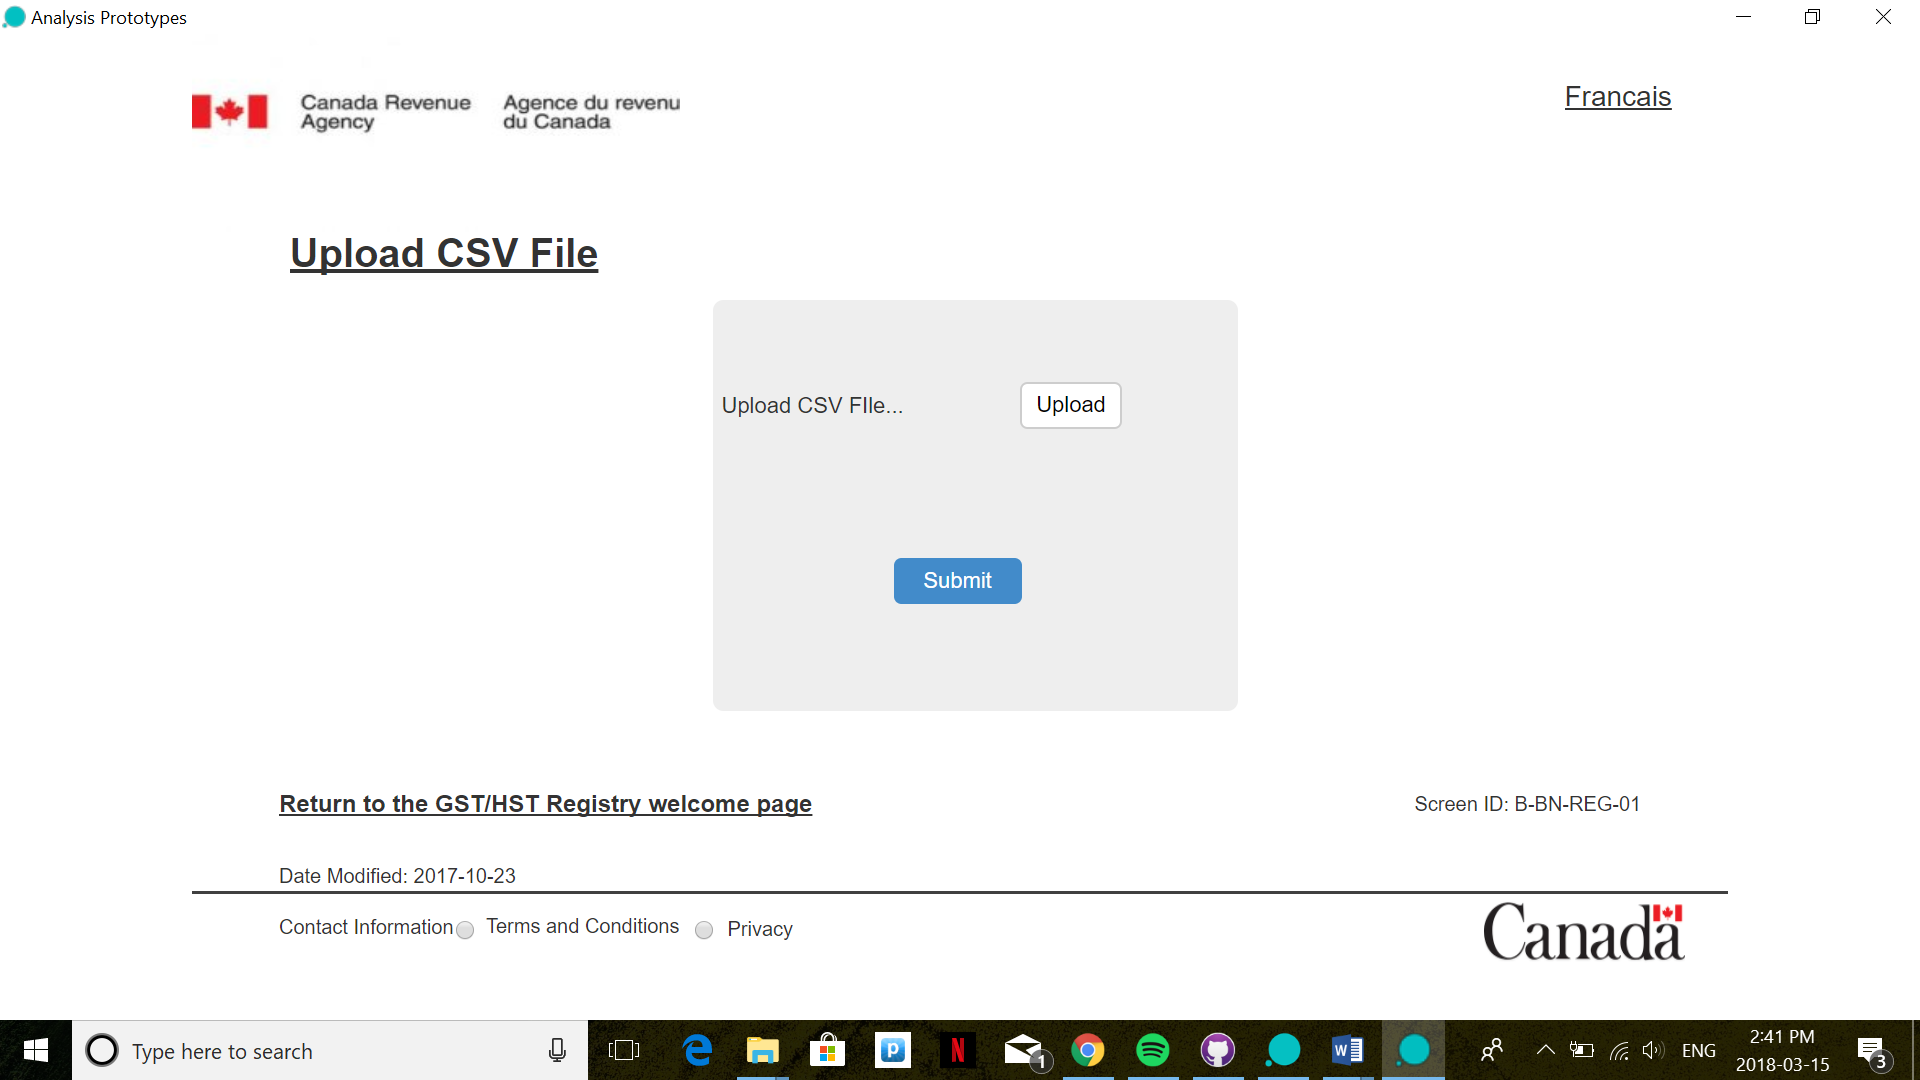 Analysis Prototypes
Canada Revenue Agence du revenu
Agency du Canada
Francais
Upload CSV File
Upload CSV FIle... Upload
Submit
Return to the GST/HST Registry welcome page Screen ID: B-BN-REG-01
Date Modified: 2017-10-23
Contact Information Terms and Conditions Privacy
Canada
Type here to search
1
ENG
2:41 PM
2018-03-15
3